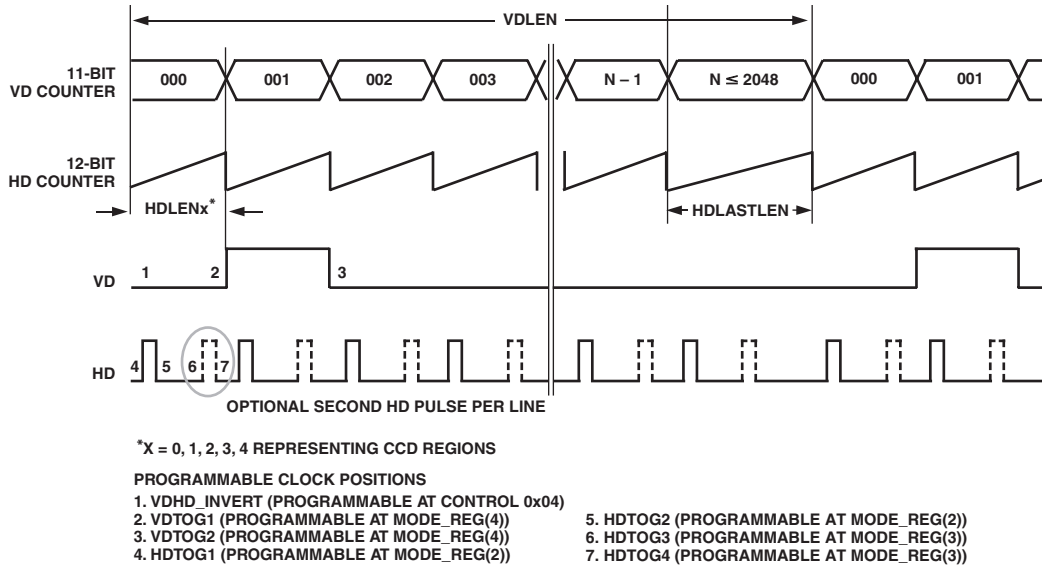 VDLEN
11-BIT
VD COUNTER
000 001 002 003 N – 1 N ≤ 2048 000 001
12-BIT
HD COUNTER
HDLENx*
HDLASTLEN
VD 1 2 3
HD 4 5 6 7
OPTIONAL SECOND HD PULSE PER LINE
*X = 0, 1, 2, 3, 4 REPRESENTING CCD REGIONS
PROGRAMMABLE CLOCK POSITIONS
1. VDHD_INVERT (PROGRAMMABLE AT CONTROL 0x04)
2. VDTOG1 (PROGRAMMABLE AT MODE_REG(4))
3. VDTOG2 (PROGRAMMABLE AT MODE_REG(4))
4. HDTOG1 (PROGRAMMABLE AT MODE_REG(2))
5. HDTOG2 (PROGRAMMABLE AT MODE_REG(2))
6. HDTOG3 (PROGRAMMABLE AT MODE_REG(3))
7. HDTOG4 (PROGRAMMABLE AT MODE_REG(3))